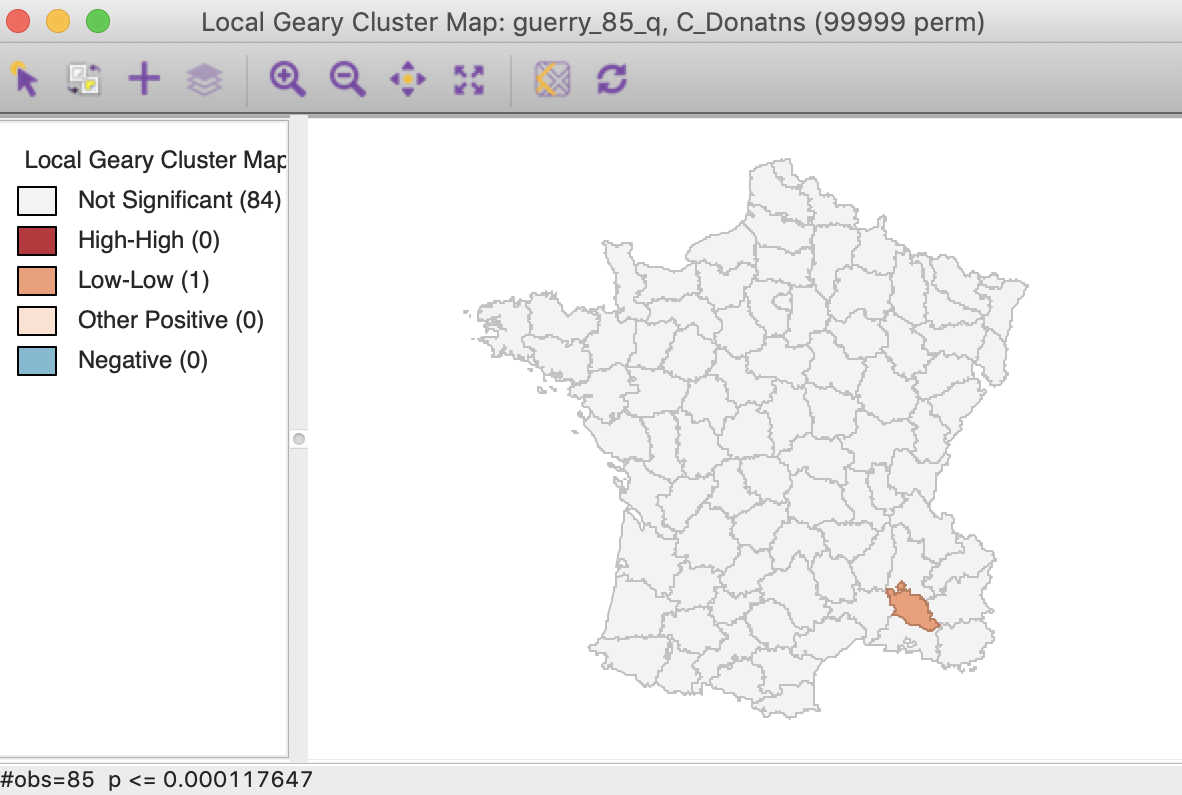 Local Geary Cluster Map: guerry_85_q, C_Donatns (99999 perm)
Local Geary Cluster Map
Not Significant (84)
High-High (0)
Low-Low (1)
Other Positive (0)
Negative (0)
#obs=85 p <= 0.000117647